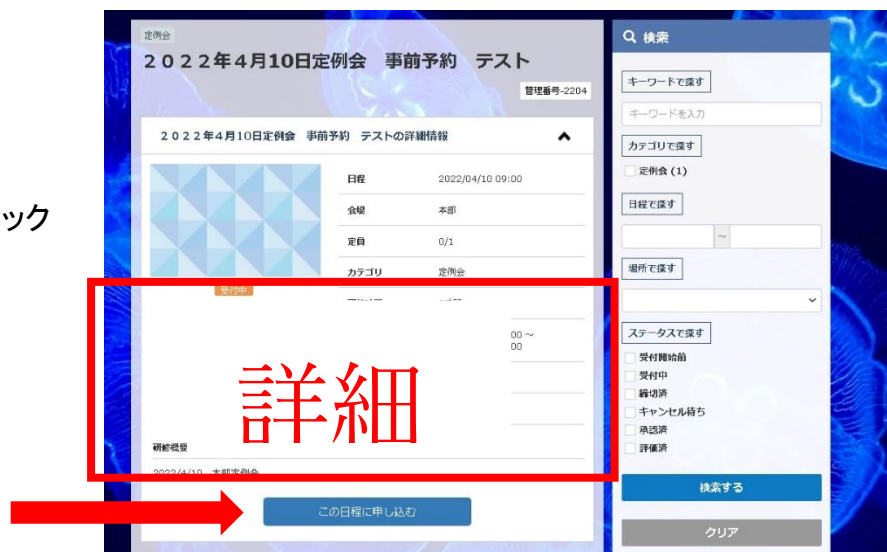 ック
定例会
2022年4月10日定例会 事前予約 テスト
管理番号-2204
2022年4月10日定例会 事前予約 テストの詳細情報
日程 2022/04/10 09:00
会場 本部
定員 0/1
カテゴリ 定例会
受付中
00 ~
00
詳細
研修概要
2022/4/10 本部定例会
この日程に申し込む
検索
キーワードで探す
キーワードを入力
カテゴリで探す
定例会 (1)
日程で探す
~
場所で探す
ステータスで探す
受付開始前
受付中
締切済
キャンセル待ち
承認済
評価済
検索する
クリア